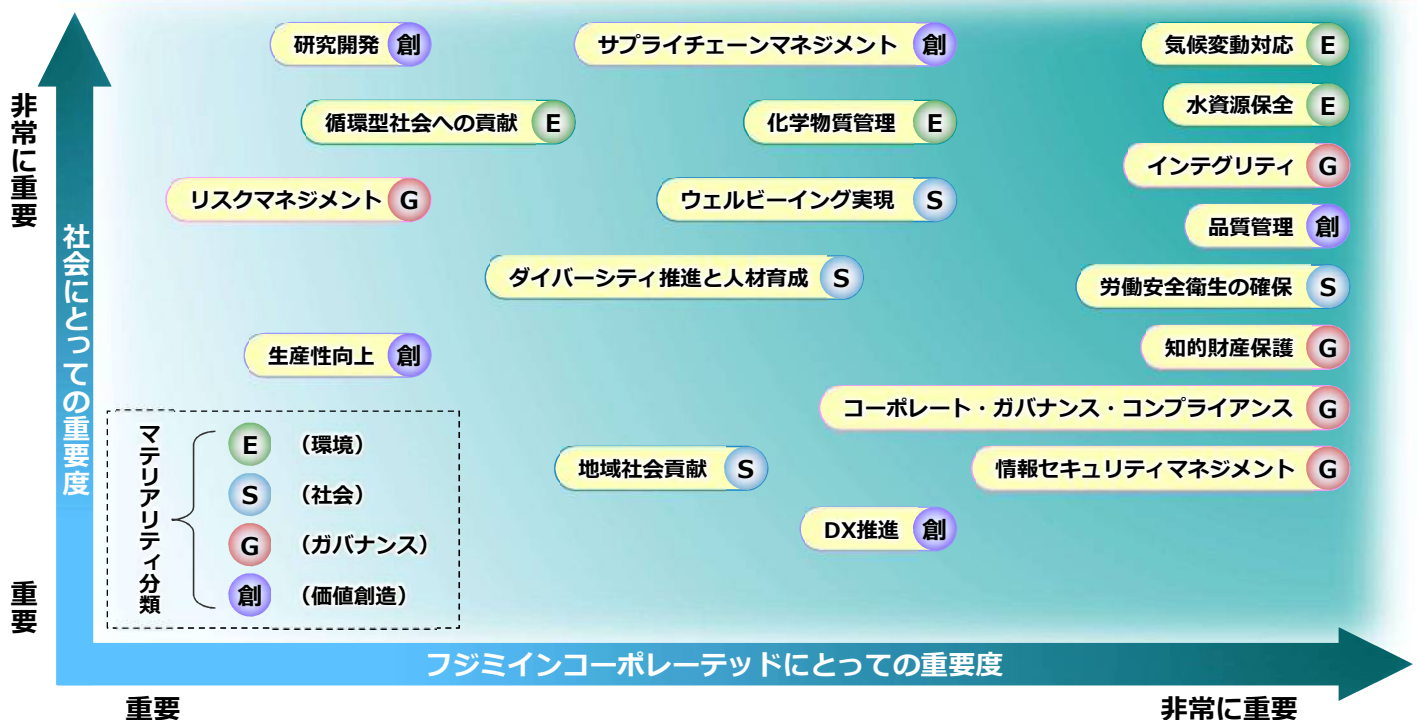 非常に重要
社会にとっての重要度
重要
研究開発 創
サプライチェーンマネジメント 創
気候変動対応 E
循環型社会への貢献 E
化学物質管理 E
水資源保全 E
インテグリティ G
リスクマネジメント G
ウェルビーイング実現 S
品質管理 創
ダイバーシティ推進と人材育成 S
労働安全衛生の確保 S
生産性向上 創
知的財産保護 G
コーポレート・ガバナンス・コンプライアンス G
地域社会貢献 S
情報セキュリティマネジメント G
DX推進 創
マテリアリティ分類
E （環境）
S （社会）
G （ガバナンス）
創 （価値創造）
フジミインコーポレーテッドにとっての重要度
重要
非常に重要